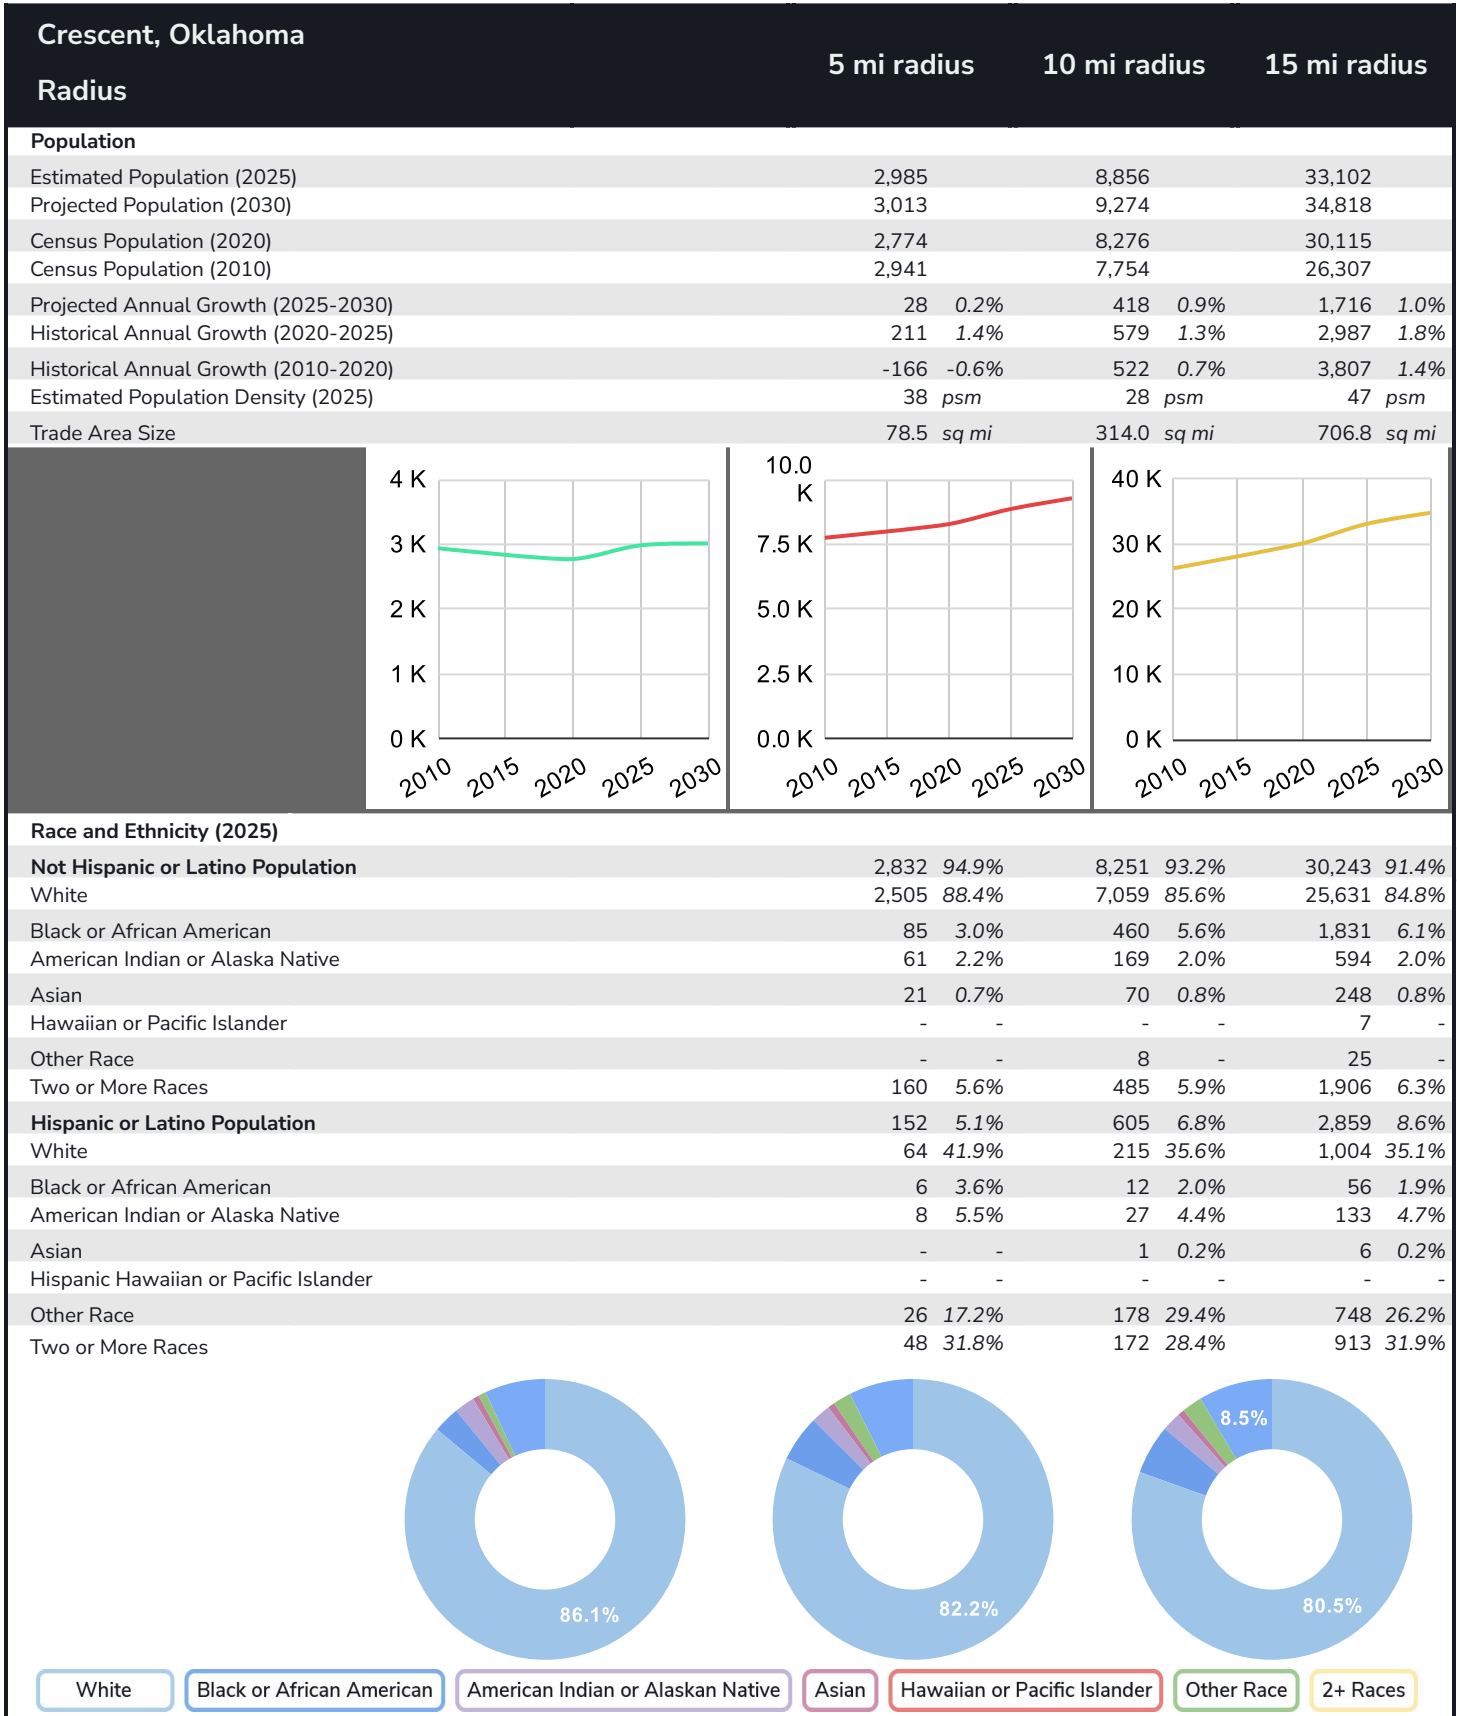 Crescent, Oklahoma
Radius
5 mi radius 10 mi radius 15 mi radius
Population
Estimated Population (2025) 2,985 8,856 33,102
Projected Population (2030) 3,013 9,274 34,818
Census Population (2020) 2,774 8,276 30,115
Census Population (2010) 2,941 7,754 26,307
Projected Annual Growth (2025-2030) 28 0.2% 418 0.9% 1,716 1.0%
Historical Annual Growth (2020-2025) 211 1.4% 579 1.3% 2,987 1.8%
Historical Annual Growth (2010-2020) -166 -0.6% 522 0.7% 3,807 1.4%
Estimated Population Density (2025) 38 psm 28 psm 47 psm
Trade Area Size 78.5 sq mi 314.0 sq mi 706.8 sq mi
4 K
3 K
2 K
1 K
0 K
2010 2015 2020 2025 2030
10.0
K
7.5 K
5.0 K
2.5 K
0.0 K
2010 2015 2020 2025 2030
40 K
30 K
20 K
10 K
0 K
2010 2015 2020 2025 2030
Race and Ethnicity (2025)
Not Hispanic or Latino Population 2,832 94.9% 8,251 93.2% 30,243 91.4%
White 2,505 88.4% 7,059 85.6% 25,631 84.8%
Black or African American 85 3.0% 460 5.6% 1,831 6.1%
American Indian or Alaska Native 61 2.2% 169 2.0% 594 2.0%
Asian 21 0.7% 70 0.8% 248 0.8%
Hawaiian or Pacific Islander - - - - 7 -
Other Race - - 8 - 25 -
Two or More Races 160 5.6% 485 5.9% 1,906 6.3%
Hispanic or Latino Population 152 5.1% 605 6.8% 2,859 8.6%
White 64 41.9% 215 35.6% 1,004 35.1%
Black or African American 6 3.6% 12 2.0% 56 1.9%
American Indian or Alaska Native 8 5.5% 27 4.4% 133 4.7%
Asian - - 1 0.2% 6 0.2%
Hispanic Hawaiian or Pacific Islander - - - - - -
Other Race 26 17.2% 178 29.4% 748 26.2%
Two or More Races 48 31.8% 172 28.4% 913 31.9%
8.5%
86.1% 82.2% 80.5%
White Black or African American American Indian or Alaskan Native Asian Hawaiian or Pacific Islander Other Race 2+ Races